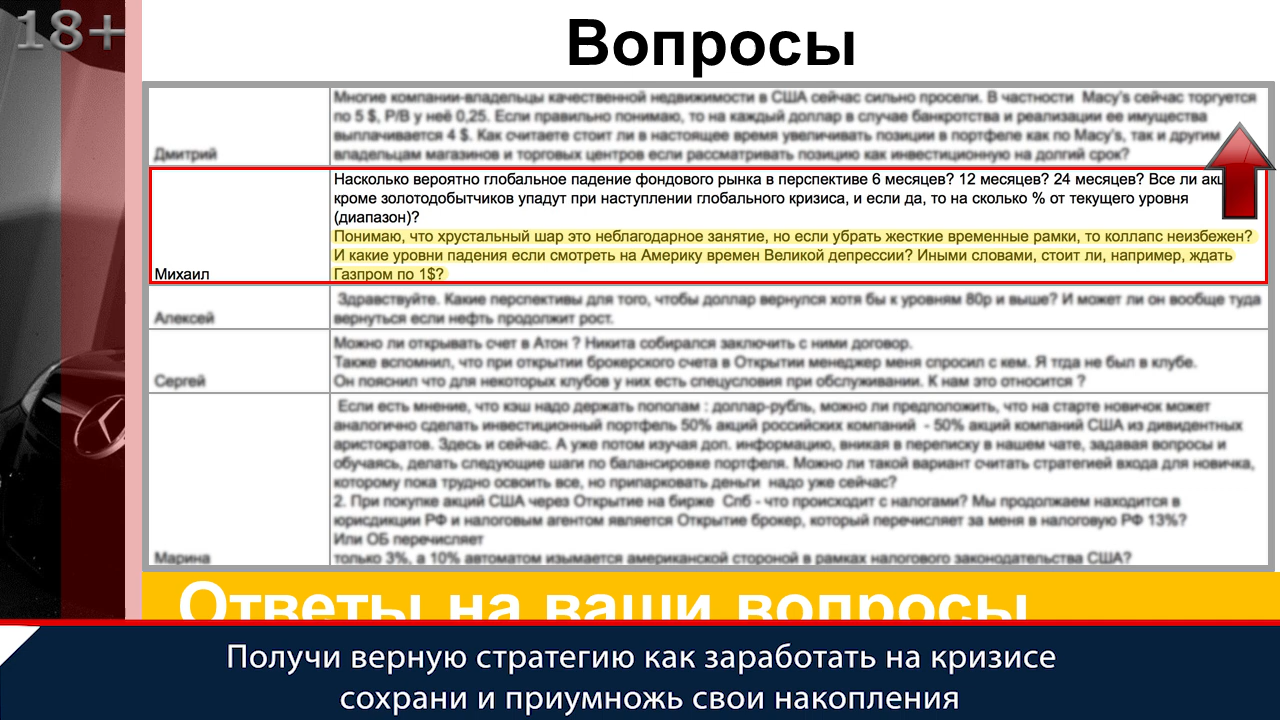 18+
Вопросы
Многие компании-владельцы качественной недвижимости в США сейчас сильно просели. В частности Macy's сейчас торгуется
по 5 $, P/B у неё 0,25. Если правильно понимаю, то на каждый доллар в случае банкротства и реализации ее имущества
выплачивается 4 $. Как считаете стоит ли в настоящее время увеличивать позиции в портфеле как по Macy's, так и другим
Дмитрий владельцам магазинов и торговых центров если рассматривать позицию как инвестиционную на долгий срок?
Насколько вероятно глобальное падение фондового рынка в перспективе 6 месяцев? 12 месяцев? 24 месяцев? Все ли
кроме золотодобытчиков упадут при наступлении глобального кризиса, и если да, то на сколько % от текущего уровня
(диапазон)?
Понимаю, что хрустальный шар это неблагодарное занятие, но если убрать жесткие временные рамки, то коллапс неизбежен?
И какие уровни падения если смотреть на Америку времен Великой депрессии? Иными словами, стоит ли, например, ждать
Михаил Газпром по 1$?
Здравствуйте. Какие перспективы для того, чтобы доллар вернулся хотя бы к уровням 80р и выше? И может ли он вообще туда
Алексей вернуться если нефть продолжит рост.
Можно ли открывать счет в Атон ? Никита собирался заключить с ними договор.
Также вспомнил, что при открытии брокерского счета в Открытии менеджер меня спросил с кем. Я тгда не был в клубе.
Сергей Он пояснил что для некоторых клубов у них есть спецусловия при обслуживании. К нам это относится ?
Если есть мнение, что кэш надо держать пополам : доллар-рубль, можно ли предположить, что на старте новичок может
аналогично сделать инвестиционный портфель 50% акций российских компаний - 50% акций компаний США из дивидентных
аристократов. Здесь и сейчас. А уже потом изучая доп. информацию, вникая в переписку в нашем чате, задавая вопросы и
обучаясь, делать следующие шаги по балансировке портфеля. Можно ли такой вариант считать стратегией входа для новичка,
которому пока трудно освоить все, но припарковать деньги надо уже сейчас?
2. При покупке акций США через Открытие на бирже Спб - что происходит с налогами? Мы продолжаем находится в
юрисдикции РФ и налоговым агентом является Открытие брокер, который перечисляет за меня в налоговую РФ 13%?
Или ОБ перечисляет
Марина только 3%, а 10% автоматом изымается американской стороной в рамках налогового законодательства США?
Ответы на ваши вопросы
Получи верную стратегию как заработать на кризисе
сохрани и приумножь свои накопления